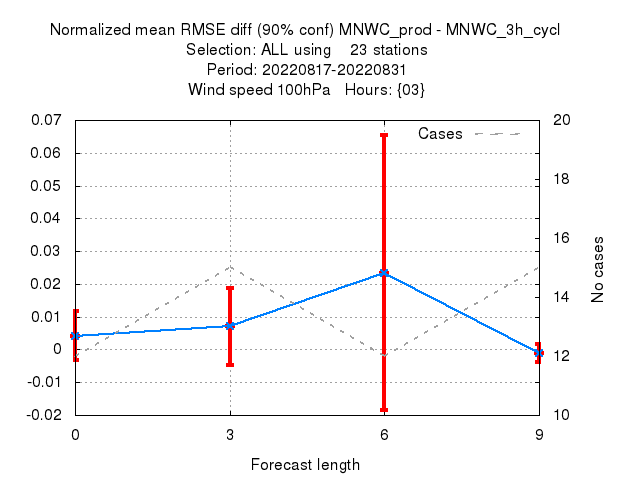 Normalized mean RMSE diff (90% conf) MNWC_prod - MNWC_3h_cycl
Selection: ALL using    23 stations
Period: 20220817-20220831
Wind speed 100hPa   Hours: {03}
Cases
0.07
0.06
0.05
0.04
0.03
0.02
0.01
0
-0.01
-0.02
20
18
16
14
12
10
No cases
0 3 6 9
Forecast length